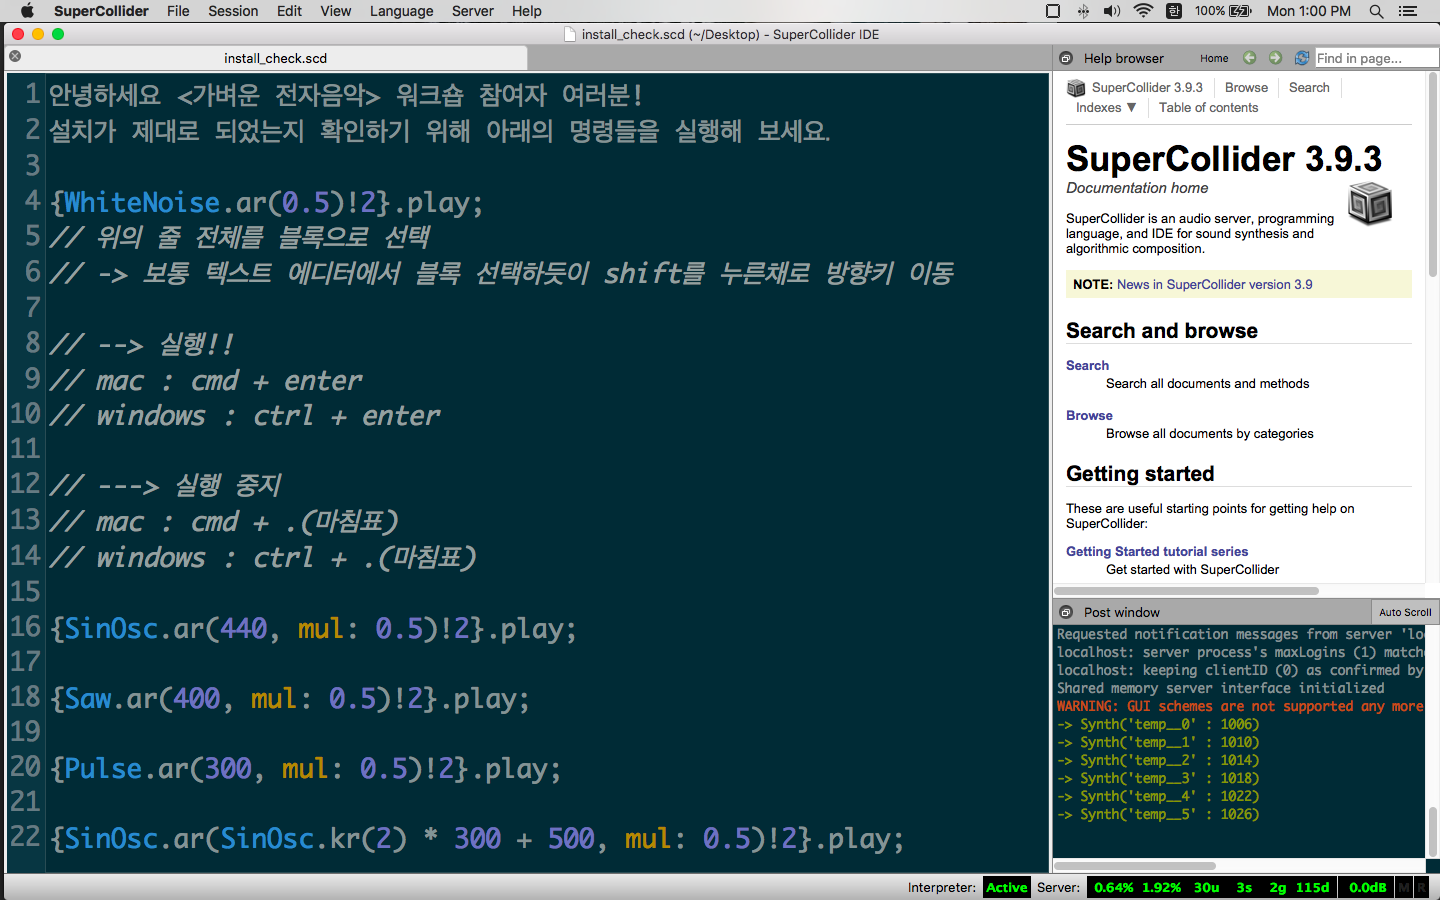 SuperCollider File Session Edit View Language Server Help 한 100% Mon 1:00 PM
install_check.scd (~/Desktop) - SuperCollider IDE
install_check.scd
1 안녕하세요 <가벼운 전자음악> 워크숍 참여자 여러분!
2 설치가 제대로 되었는지 확인하기 위해 아래의 명령들을 실행해 보세요.
3
4 {WhiteNoise.ar(0.5)!2}.play;
5 // 위의 줄 전체를 블록으로 선택
6 // -> 보통 텍스트 에디터에서 블록 선택하듯이 shift를 누른채로 방향키 이동
7
8 // --> 실행!!
9 // mac : cmd + enter
10 // windows : ctrl + enter
11
12 // ---> 실행 중지
13 // mac : cmd + .(마침표)
14 // windows : ctrl + .(마침표)
15
16 {SinOsc.ar(440, mul: 0.5)!2}.play;
17
18 {Saw.ar(400, mul: 0.5)!2}.play;
19
20 {Pulse.ar(300, mul: 0.5)!2}.play;
21
22 {SinOsc.ar(SinOsc.kr(2) * 300 + 500, mul: 0.5)!2}.play;
Help browser Home Find in page...
SuperCollider 3.9.3 Browse Search
Indexes ▼ Table of contents
SuperCollider 3.9.3
Documentation home
SuperCollider is an audio server, programming
language, and IDE for sound synthesis and
algorithmic composition.
NOTE: News in SuperCollider version 3.9
Search and browse
Search
Search all documents and methods
Browse
Browse all documents by categories
Getting started
These are useful starting points for getting help on
SuperCollider:
Getting Started tutorial series
Get started with SuperCollider
Post window Auto Scroll
Requested notification messages from server 'lo
localhost: server process's maxLogins (1) match
localhost: keeping clientID (0) as confirmed by
Shared memory server interface initialized
WARNING: GUI schemes are not supported any more
-> Synth('temp__0' : 1006)
-> Synth('temp__1' : 1010)
-> Synth('temp__2' : 1014)
-> Synth('temp__3' : 1018)
-> Synth('temp__4' : 1022)
-> Synth('temp__5' : 1026)
Interpreter: Active Server: 0.64% 1.92% 30u 3s 2g 115d 0.0dB M R